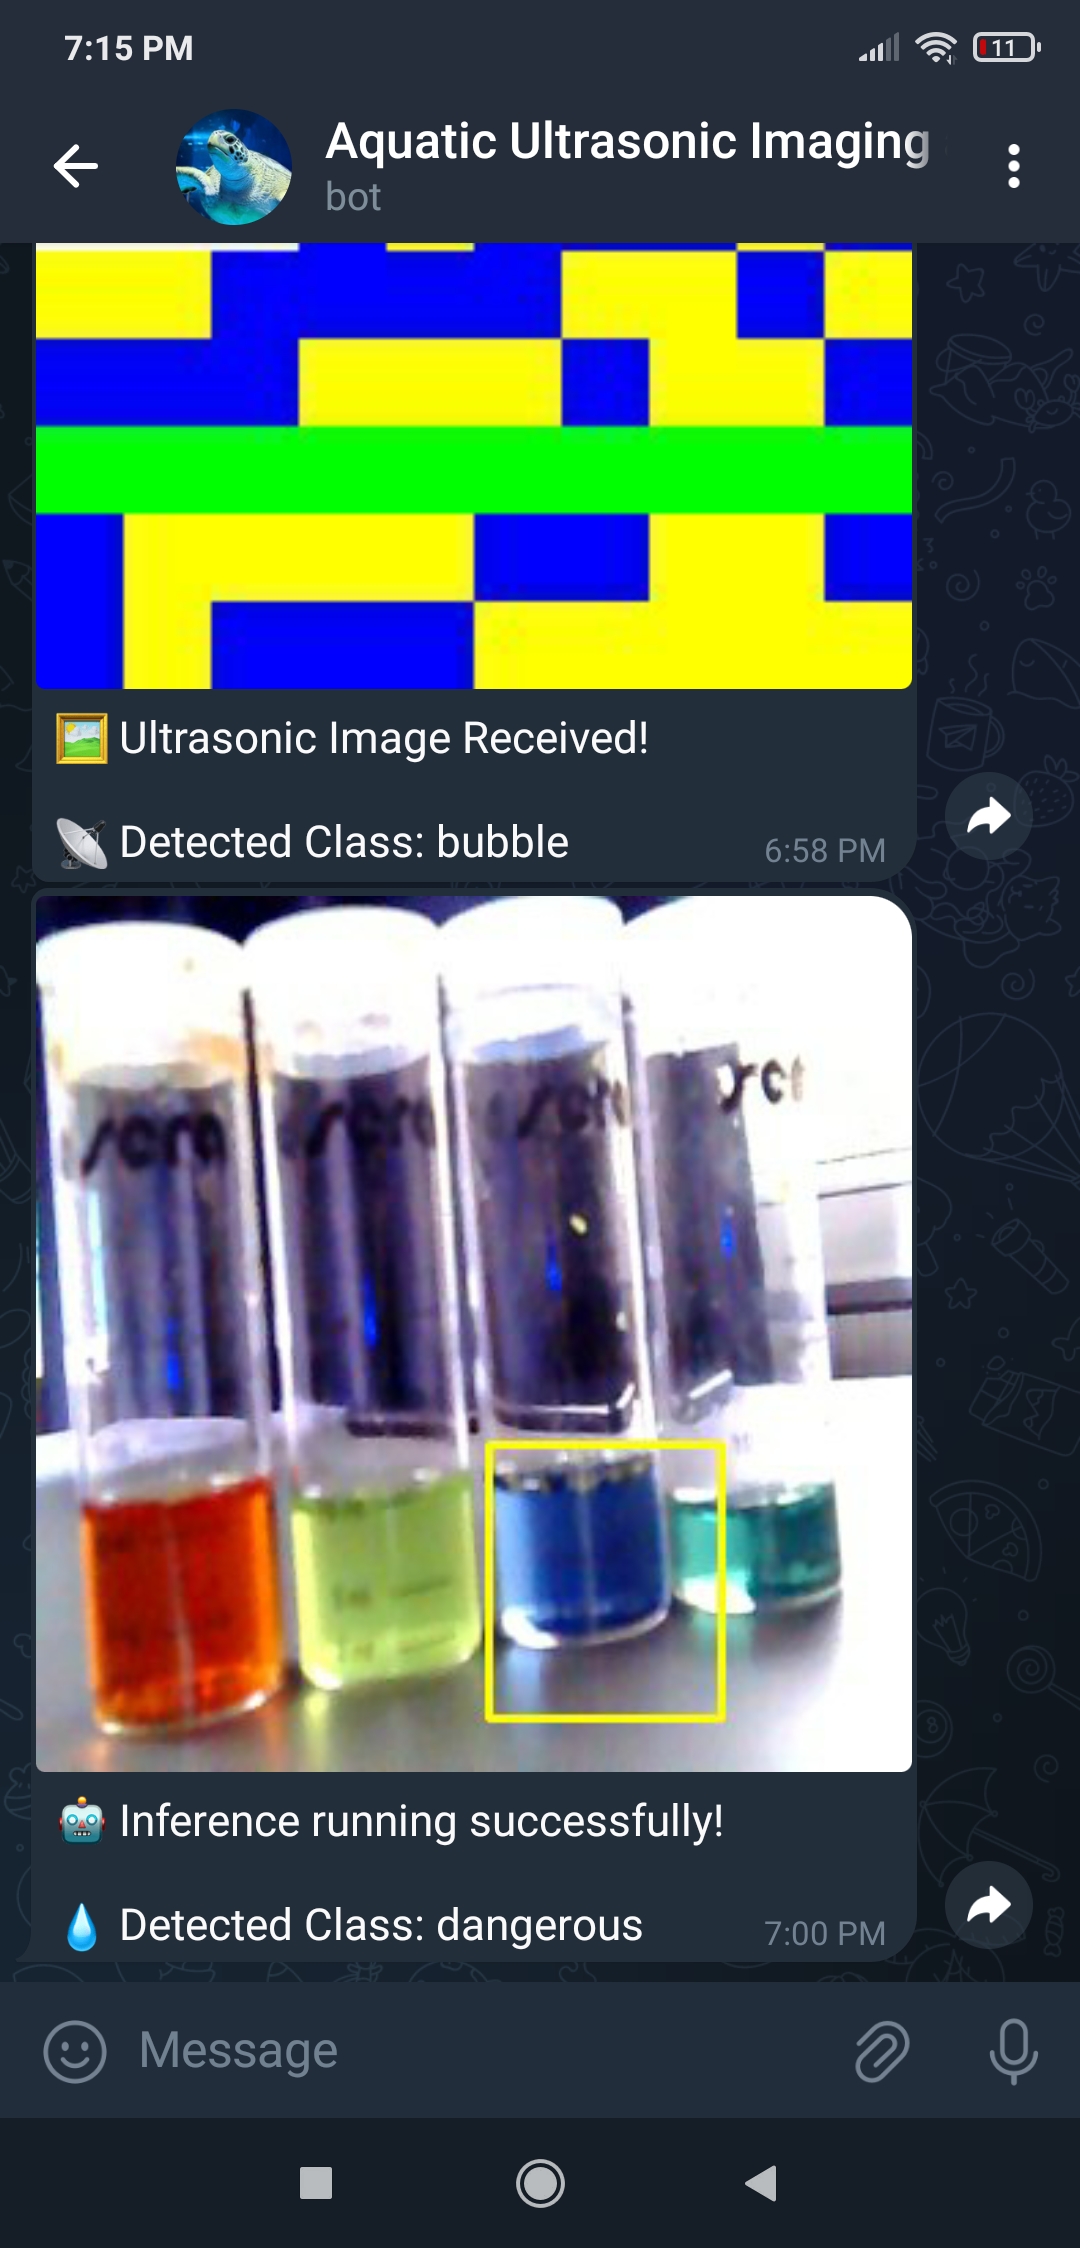 7:15 PM
11
Aquatic Ultrasonic Imaging
bot
Ultrasonic Image Received!
Detected Class: bubble
6:58 PM
Inference running successfully!
Detected Class: dangerous
7:00 PM
Message